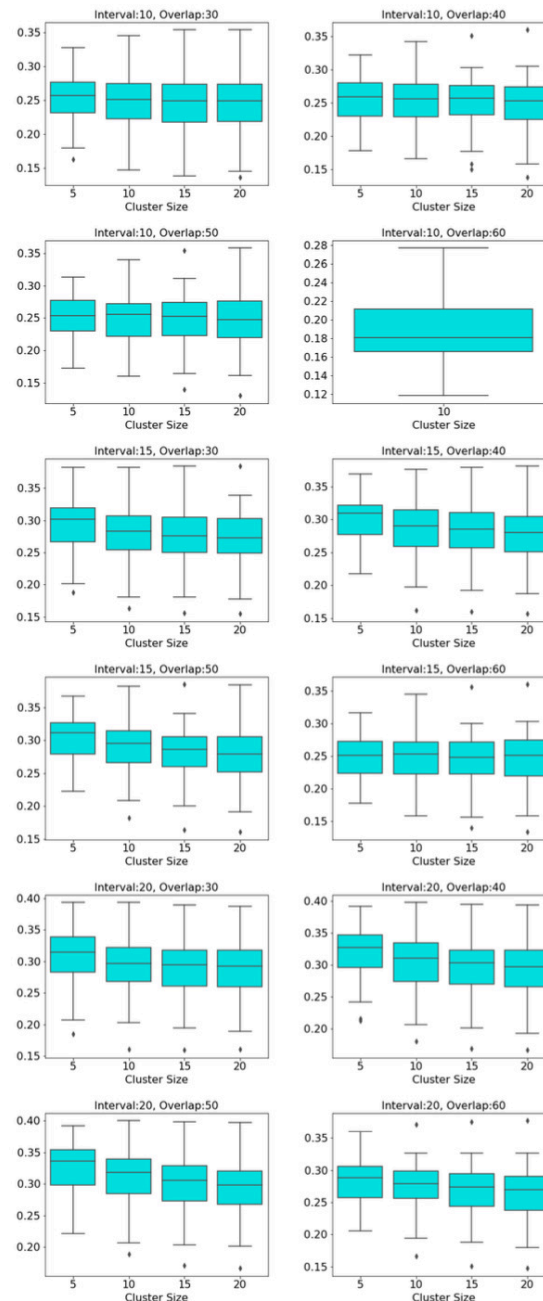 Interval:10, Overlap:30
0.35
0.30
0.25
0.20
0.15
5 10 15 20
Cluster Size
Interval:10, Overlap:40
0.35
0.30
0.25
0.20
0.15
5 10 15 20
Cluster Size
Interval:10, Overlap:50
0.35
0.30
0.25
0.20
0.15
5 10 15 20
Cluster Size
Interval:10, Overlap:60
0.28
0.26
0.24
0.22
0.20
0.18
0.16
0.14
0.12
10
Cluster Size
Interval:15, Overlap:30
0.35
0.30
0.25
0.20
0.15
5 10 15 20
Cluster Size
Interval:15, Overlap:40
0.35
0.30
0.25
0.20
0.15
5 10 15 20
Cluster Size
Interval:15, Overlap:50
0.35
0.30
0.25
0.20
0.15
5 10 15 20
Cluster Size
Interval:15, Overlap:60
0.35
0.30
0.25
0.20
0.15
5 10 15 20
Cluster Size
Interval:20, Overlap:30
0.40
0.35
0.30
0.25
0.20
0.15
5 10 15 20
Cluster Size
Interval:20, Overlap:40
0.40
0.35
0.30
0.25
0.20
5 10 15 20
Cluster Size
Interval:20, Overlap:50
0.40
0.35
0.30
0.25
0.20
5 10 15 20
Cluster Size
Interval:20, Overlap:60
0.35
0.30
0.25
0.20
0.15
5 10 15 20
Cluster Size